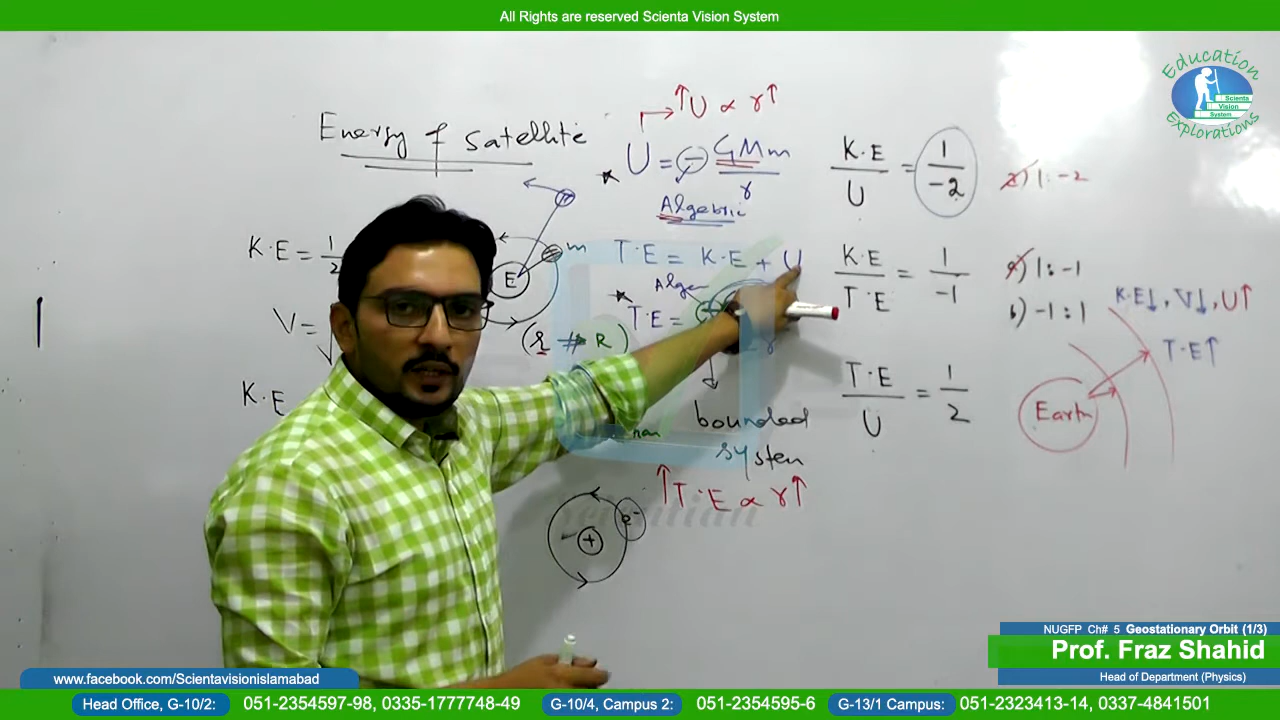 All Rights are reserved Scienta Vision System
Education
Scienta
Vision
System
Explorations
Energy of Satellite
↑U ∝ r↑
U = - GMm
r
Algebric
K.E = 1
2
V = √
K.E
m
E
(r ≠ R)
T.E = K.E + U
T.E =
bounded
system
↑T.E ∝ r↑
+
e-
K.E/U = 1/-2
a) 1:-2
K.E/T.E = 1/-1
a) 1:-1
b) -1:1
T.E/U = 1/2
K.E↓, V↓, U↑
T.E↑
Earth
NUGFP Ch# 5 Geostationary Orbit (1/3)
Prof. Fraz Shahid
Head of Department (Physics)
www.facebook.com/Scientavisionislamabad
Head Office, G-10/2: 051-2354597-98, 0335-1777748-49 G-10/4, Campus 2: 051-2354595-6 G-13/1 Campus: 051-2323413-14, 0337-4841501